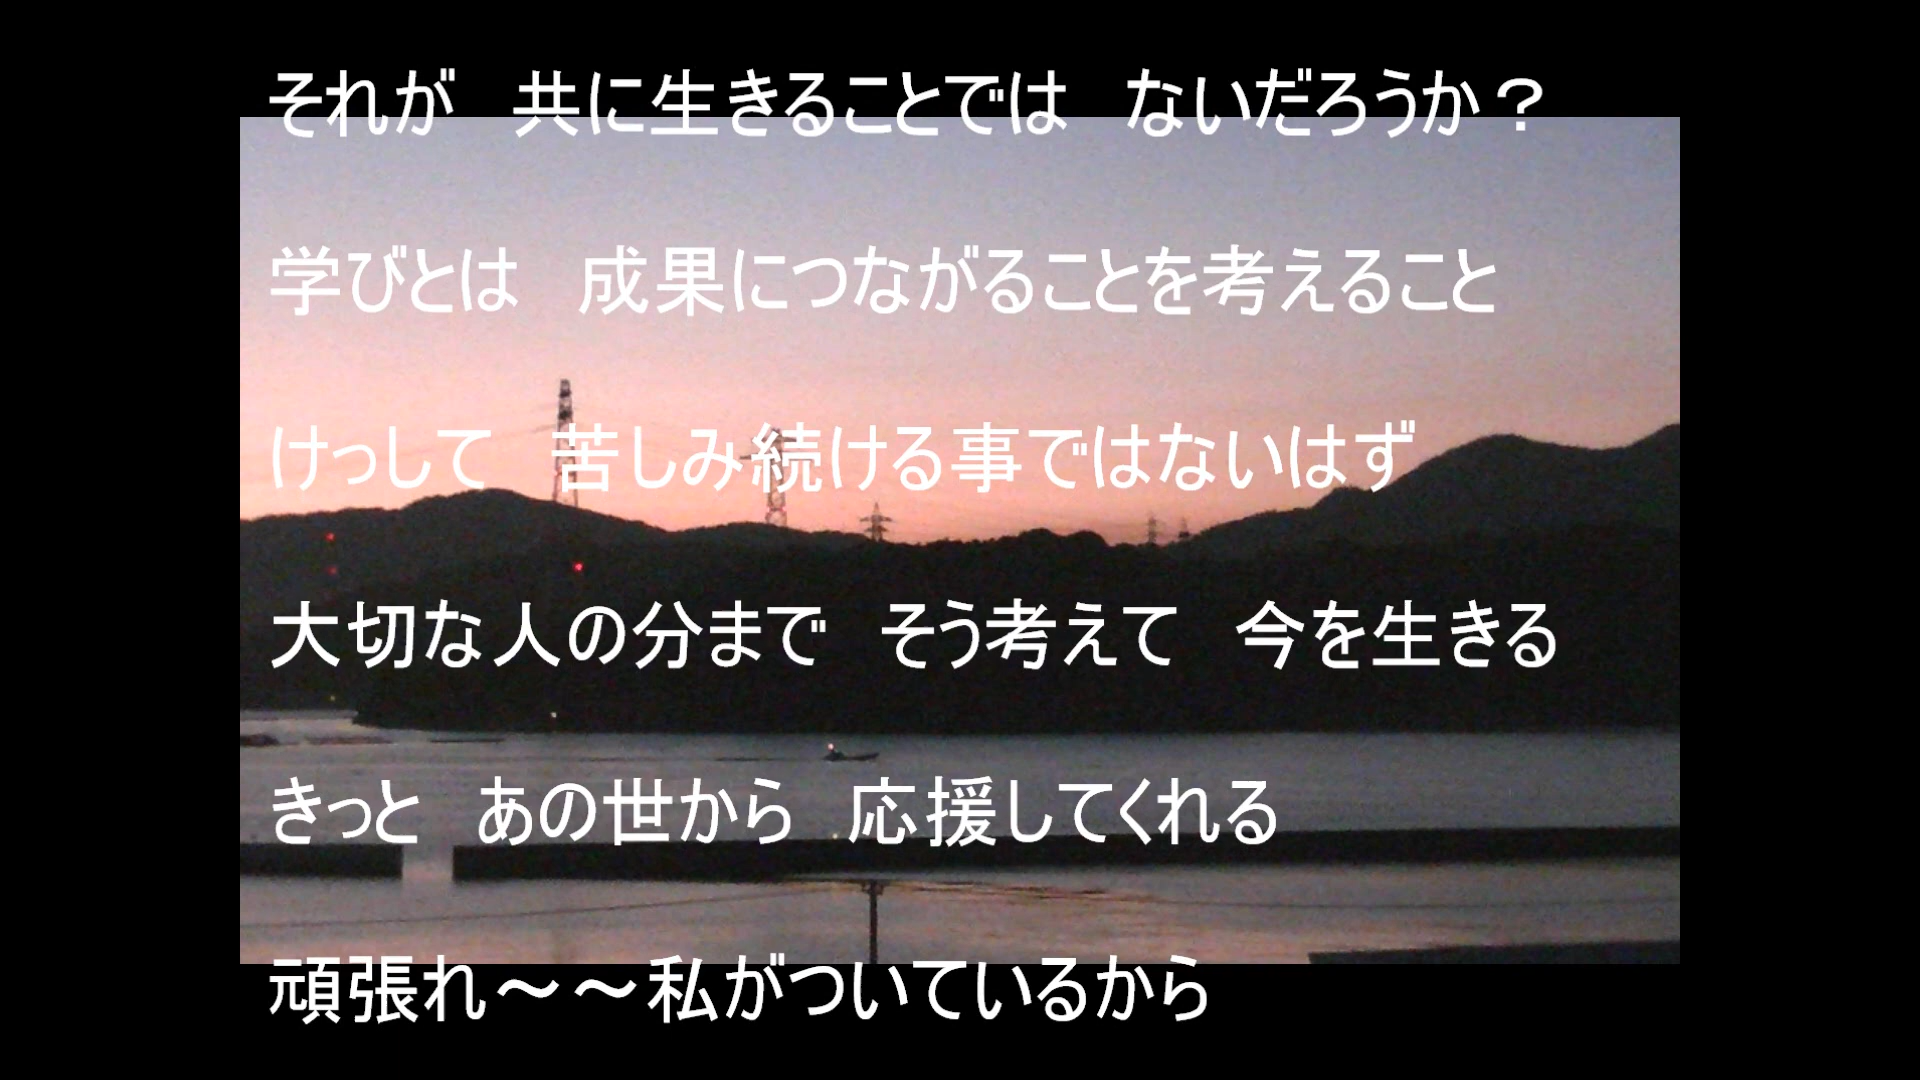 それが　共に生きることでは　ないだろうか？
学びとは　成果につながることを考えること
けっして　苦しみ続ける事ではないはず
大切な人の分まで　そう考えて　今を生きる
きっと　あの世から　応援してくれる
頑張れ～～私がついているから